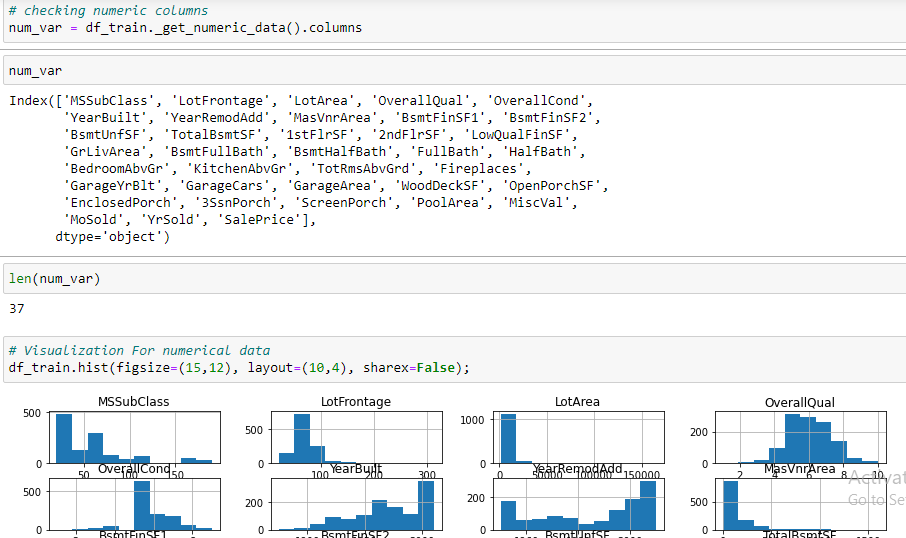 # checking numeric columns
num_var = df_train._get_numeric_data().columns
num_var
Index(['MSSubClass', 'LotFrontage', 'LotArea', 'OverallQual', 'OverallCond',
'YearBuilt', 'YearRemodAdd', 'MasVnrArea', 'BsmtFinSF1', 'BsmtFinSF2',
'BsmtUnfSF', 'TotalBsmtSF', '1stFlrSF', '2ndFlrSF', 'LowQualFinSF',
'GrLivArea', 'BsmtFullBath', 'BsmtHalfBath', 'FullBath', 'HalfBath',
'BedroomAbvGr', 'KitchenAbvGr', 'TotRmsAbvGrd', 'Fireplaces',
'GarageYrBlt', 'GarageCars', 'GarageArea', 'WoodDeckSF', 'OpenPorchSF',
'EnclosedPorch', '3SsnPorch', 'ScreenPorch', 'PoolArea', 'MiscVal',
'MoSold', 'YrSold', 'SalePrice'],
dtype='object')
len(num_var)
37
# Visualization For numerical data
df_train.hist(figsize=(15,12), layout=(10,4), sharex=False);
MSSubClass LotFrontage LotArea OverallQual
500 500 1000 200
0 0 0 0
50 100 150 100 200 300 0 50000 100000 150000 2 4 6 8 10
OverallCond YearBuilt YearRemodAdd MasVnrArea
500 200 200 500
0 0 0 0
BsmtFinSF1 BsmtFinSF2 BsmtUnfSF TotalBsmtSF
Activat
Go to Se